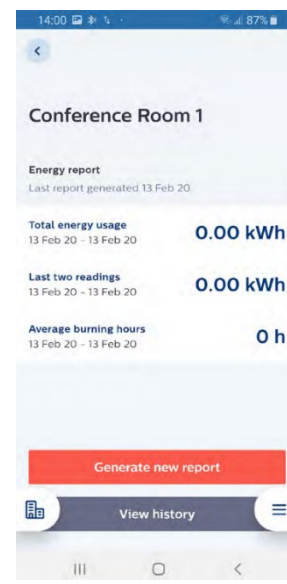 14:00
87%
Conference Room 1
Energy report
Last report generated 13 Feb 20
Total energy usage
13 Feb 20 - 13 Feb 20
0.00 kWh
Last two readings
13 Feb 20 - 13 Feb 20
0.00 kWh
Average burning hours
13 Feb 20 - 13 Feb 20
0 h
Generate new report
View history